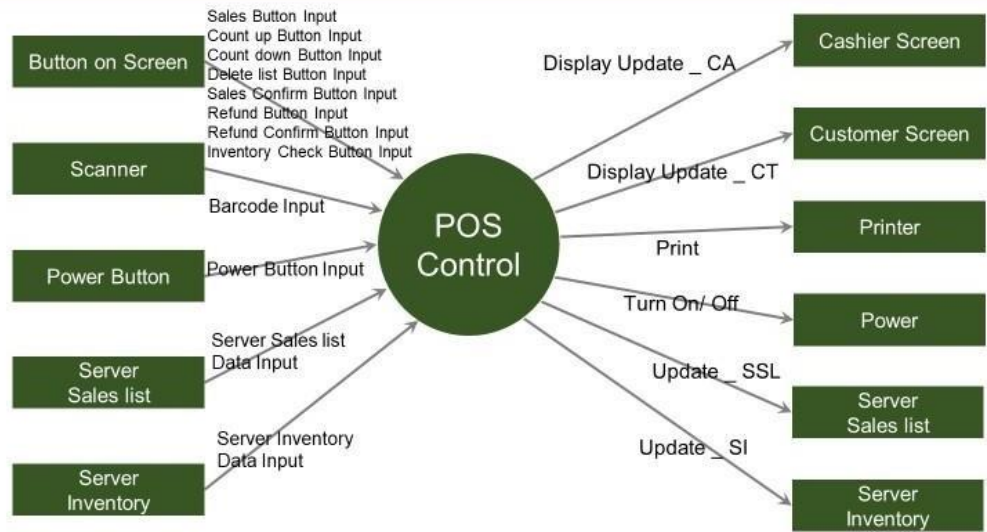 Sales Button Input
Count up Button Input
Count down Button Input
Delete list Button Input
Sales Confirm Button Input
Refund Button Input
Refund Confirm Button Input
Inventory Check Button Input
Button on Screen
Scanner
Barcode Input
Power Button
Power Button Input
Server
Sales list
Server Sales list
Data Input
Server
Inventory
Server Inventory
Data Input
POS
Control
Display Update _ CA
Cashier Screen
Display Update _ CT
Customer Screen
Print
Printer
Turn On/ Off
Power
Update _ SSL
Server
Sales list
Update _ SI
Server
Inventory